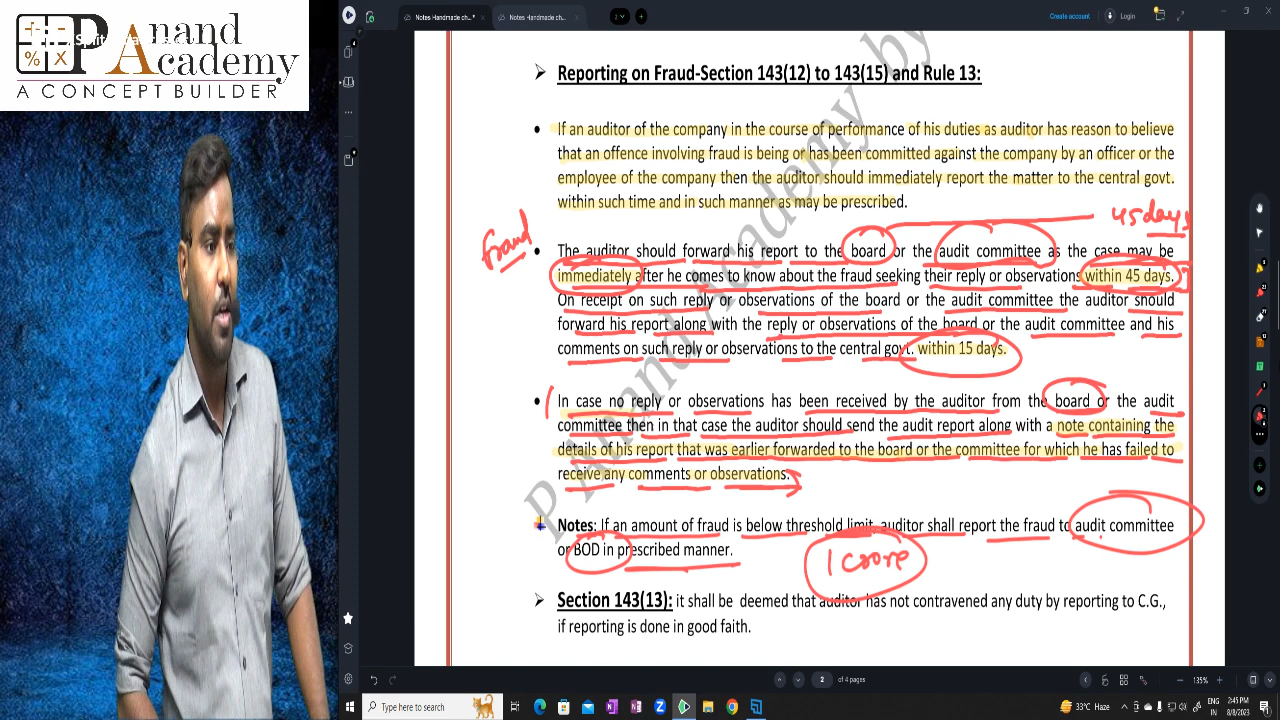 Notes Handmade ch...*
Notes Handmade ch...
2
Create account
Login
P Anand
Academy
A CONCEPT BUILDER
% X
Reporting on Fraud-Section 143(12) to 143(15) and Rule 13:
If an auditor of the company in the course of performance of his duties as auditor has reason to believe
that an offence involving fraud is being or has been committed against the company by an officer or the
employee of the company then the auditor should immediately report the matter to the central govt.
within such time and in such manner as may be prescribed.
45 days
fraud
The auditor should forward his report to the board or the audit committee as the case may be
immediately after he comes to know about the fraud seeking their reply or observations within 45 days.
On receipt on such reply or observations of the board or the audit committee the auditor should
forward his report along with the reply or observations of the board or the audit committee and his
comments on such reply or observations to the central govt. within 15 days.
In case no reply or observations has been received by the auditor from the board or the audit
committee then in that case the auditor should send the audit report along with a note containing the
details of his report that was earlier forwarded to the board or the committee for which he has failed to
receive any comments or observations.
Notes: If an amount of fraud is below threshold limit, auditor shall report the fraud to audit committee
or BOD in prescribed manner.
1 crore
Section 143(13): it shall be deemed that auditor has not contravened any duty by reporting to C.G.,
if reporting is done in good faith.
P Anand Academy by
2 of 4 pages
135%
Type here to search
33°C Haze
ENG
IN
2:45 PM
8/8/2023